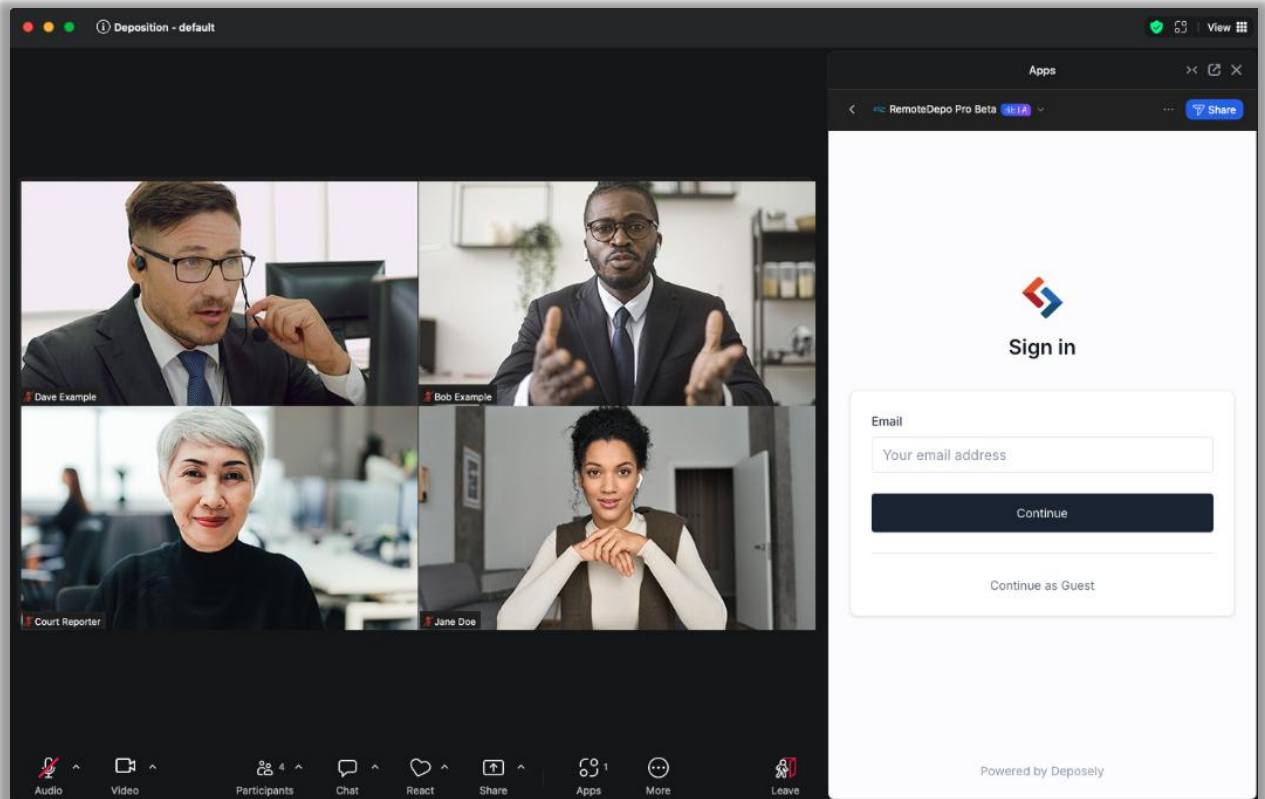 Deposition - default
View
Apps
RemoteDepo Pro Beta BETA
Share
Sign in
Email
Your email address
Continue
Continue as Guest
Powered by Deposely
Dave Example
Bob Example
Court Reporter
Jane Doe
Audio
Video
4
Participants
Chat
React
Share
1
Apps
More
Leave